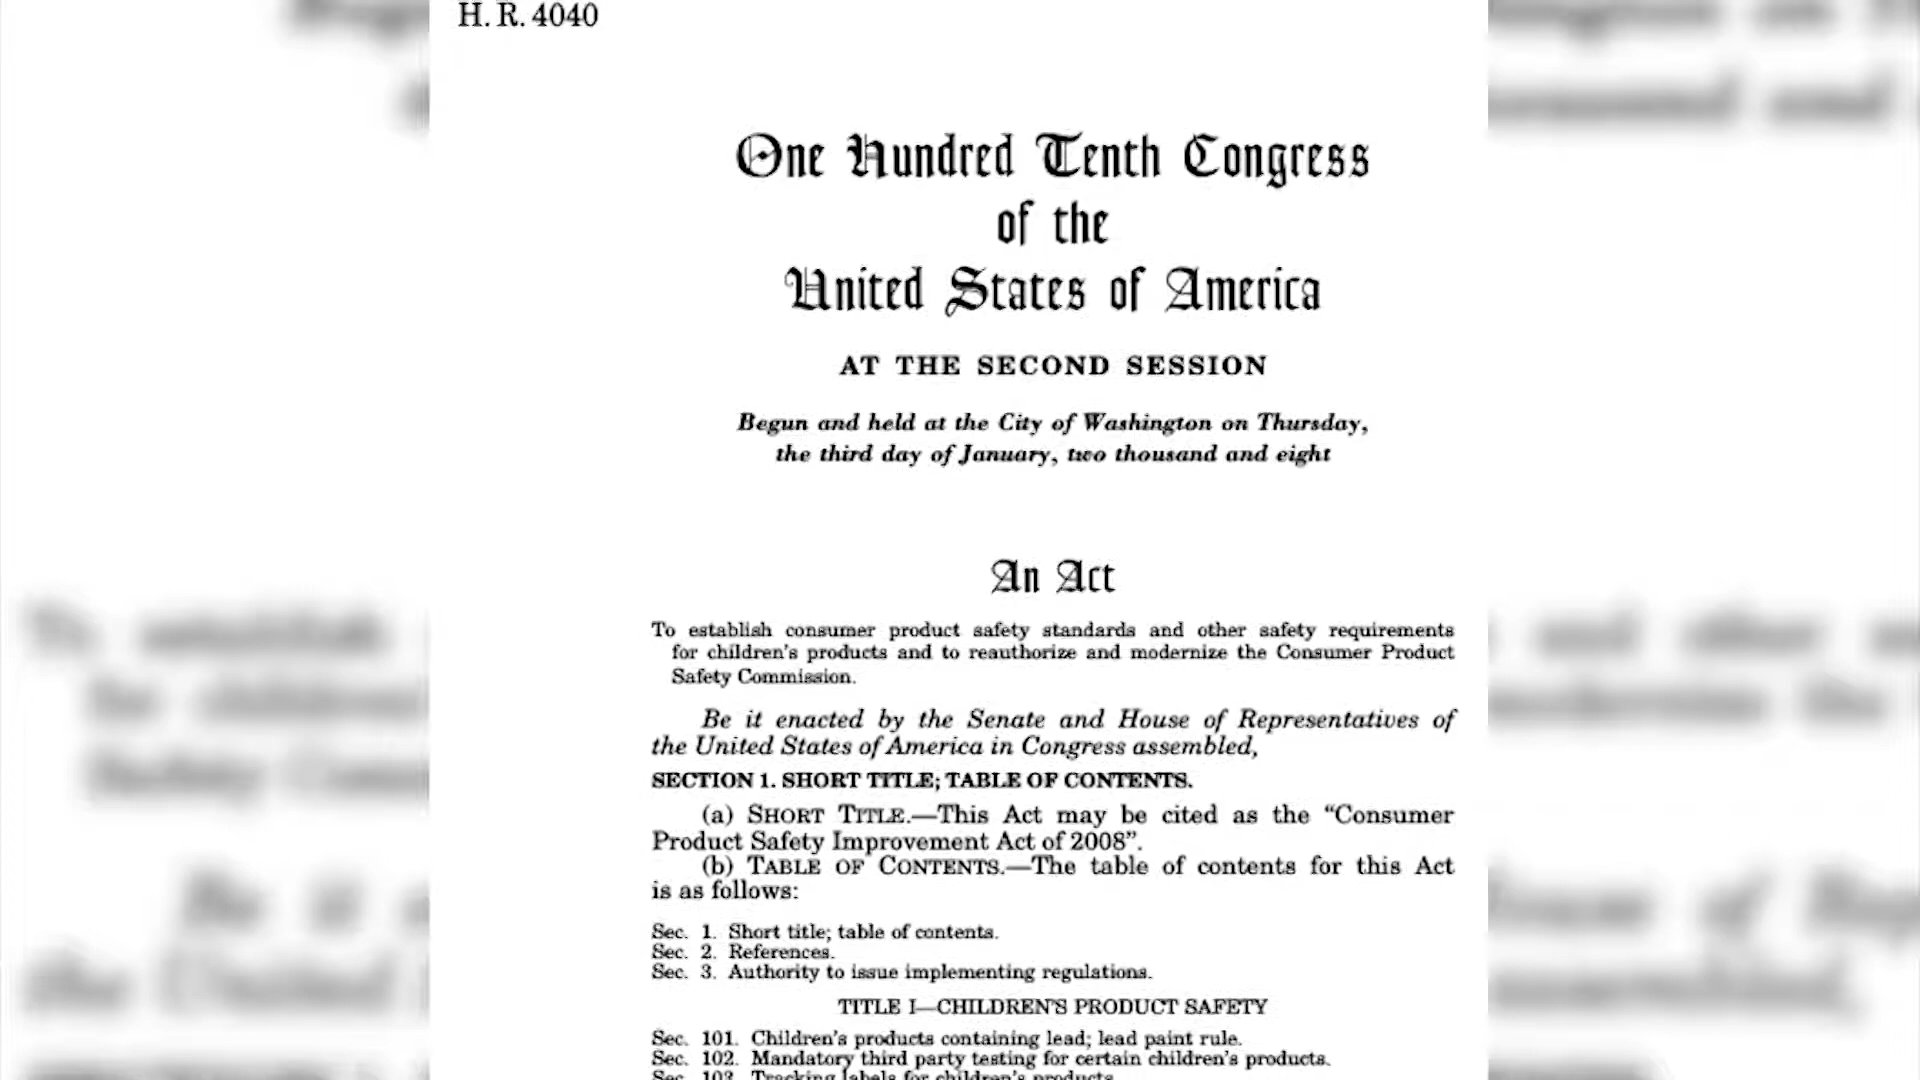 H. R. 4040
One Hundred Tenth Congress
of the
United States of America
AT THE SECOND SESSION
Begun and held at the City of Washington on Thursday,
the third day of January, two thousand and eight
An Act
To establish consumer product safety standards and other safety requirements
for children's products and to reauthorize and modernize the Consumer Product
Safety Commission.
Be it enacted by the Senate and House of Representatives of
the United States of America in Congress assembled,
SECTION 1. SHORT TITLE; TABLE OF CONTENTS.
(a) SHORT TITLE.—This Act may be cited as the “Consumer
Product Safety Improvement Act of 2008”.
(b) TABLE OF CONTENTS.—The table of contents for this Act
is as follows:
Sec. 1. Short title; table of contents.
Sec. 2. References.
Sec. 3. Authority to issue implementing regulations.
TITLE I—CHILDREN'S PRODUCT SAFETY
Sec. 101. Children's products containing lead; lead paint rule.
Sec. 102. Mandatory third party testing for certain children's products.
Sec. 103. Tracking labels for children's products.